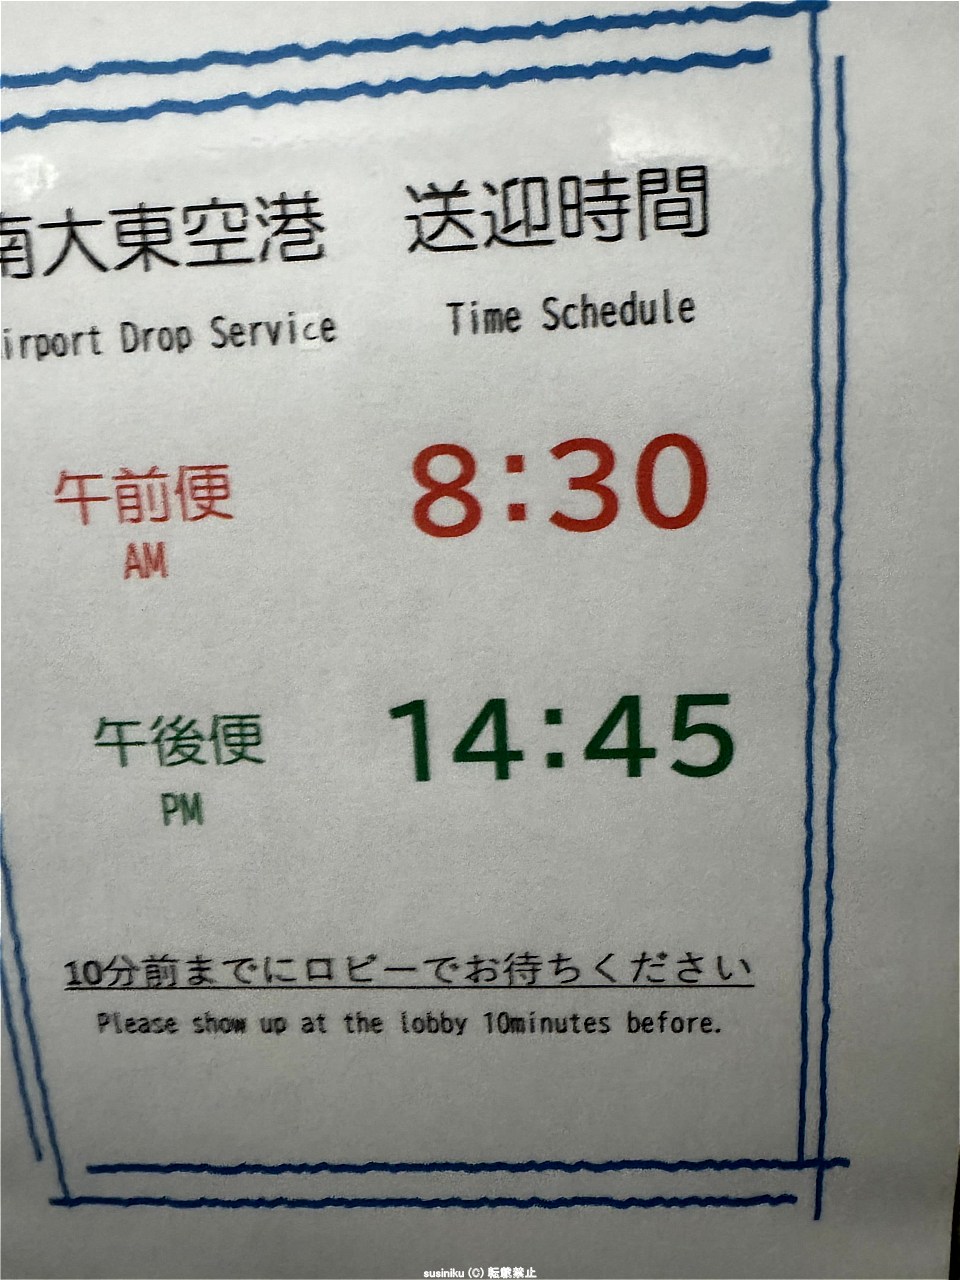 南大東空港 送迎時間
irport Drop Service Time Schedule
午前便 8:30
AM
午後便 14:45
PM
10分前までにロビーでお待ちください
Please show up at the lobby 10minutes before.
susiniku (C) 転載禁止